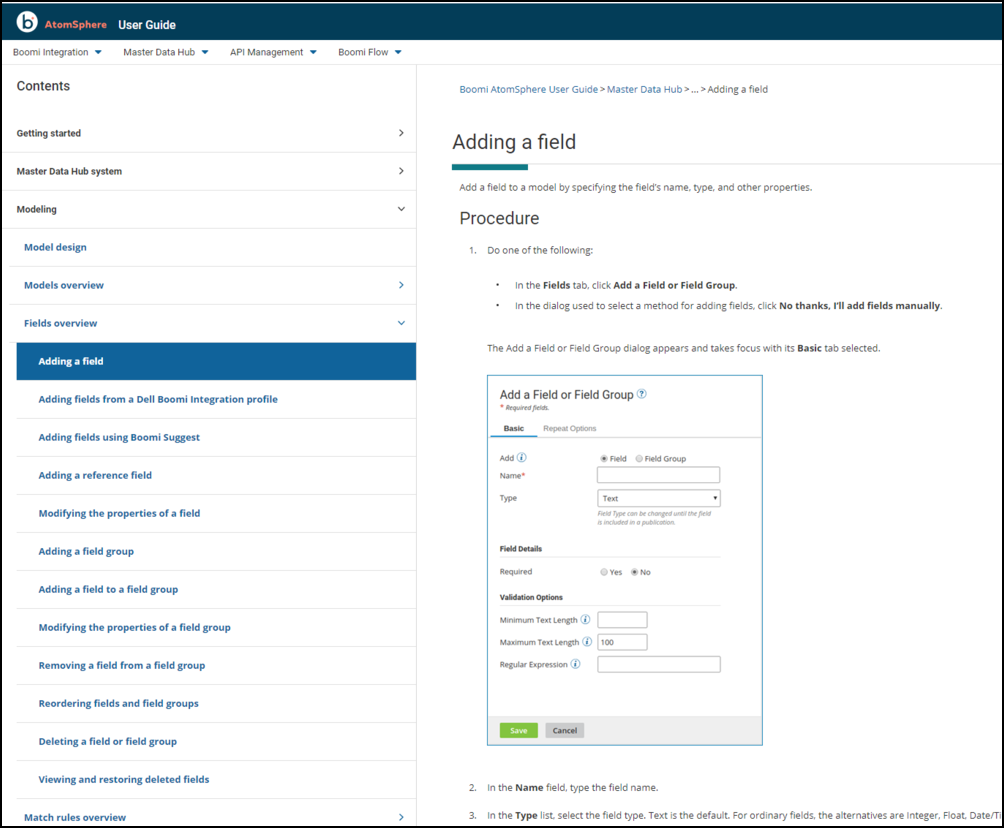 b AtomSphere User Guide
Boomi Integration Master Data Hub API Management Boomi Flow
Contents
Getting started
Master Data Hub system
Modeling
Model design
Models overview
Fields overview
Adding a field
Adding fields from a Dell Boomi Integration profile
Adding fields using Boomi Suggest
Adding a reference field
Modifying the properties of a field
Adding a field group
Adding a field to a field group
Modifying the properties of a field group
Removing a field from a field group
Reordering fields and field groups
Deleting a field or field group
Viewing and restoring deleted fields
Match rules overview
Boomi AtomSphere User Guide > Master Data Hub > ... > Adding a field
Adding a field
Add a field to a model by specifying the field's name, type, and other properties.
Procedure
1. Do one of the following:
• In the Fields tab, click Add a Field or Field Group.
• In the dialog used to select a method for adding fields, click No thanks, I'll add fields manually.
The Add a Field or Field Group dialog appears and takes focus with its Basic tab selected.
Add a Field or Field Group ?
* Required fields.
Basic Repeat Options
Add i Field Field Group
Name*
Type Text
Field Type can be changed until the field
is included in a publication.
Field Details
Required Yes No
Validation Options
Minimum Text Length i
Maximum Text Length i 100
Regular Expression i
Save Cancel
2. In the Name field, type the field name.
3. In the Type list, select the field type. Text is the default. For ordinary fields, the alternatives are Integer, Float, Date/Ti